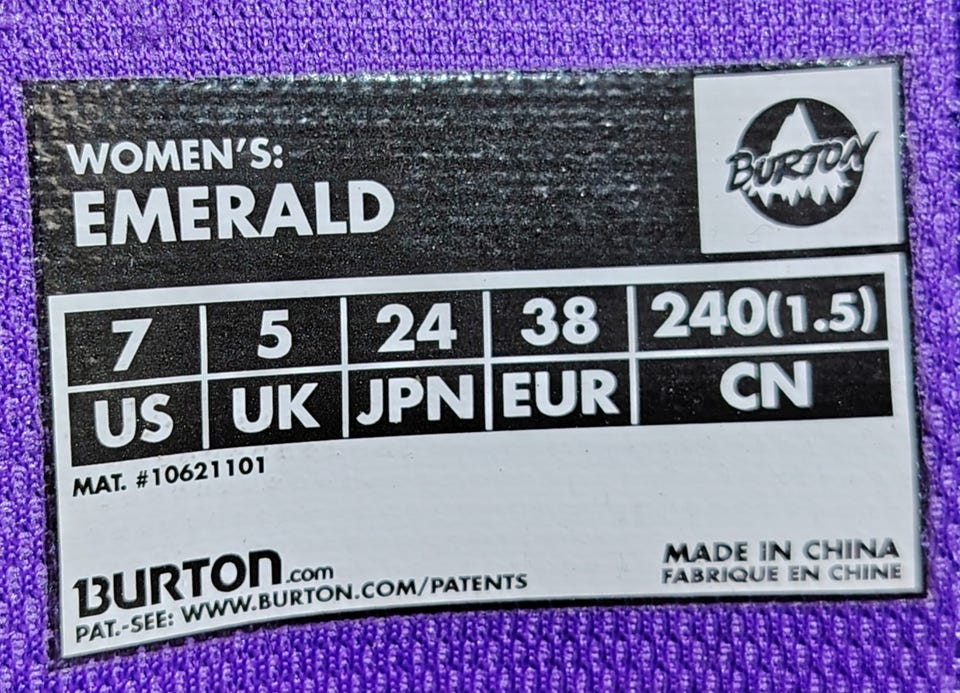 WOMEN'S:
EMERALD
BURTON
7 5 24 38 240(1.5)
US UK JPN EUR CN
MAT. #10621101
BURTON.com
PAT.-SEE: WWW.BURTON.COM/PATENTS
MADE IN CHINA
FABRIQUE EN CHINE